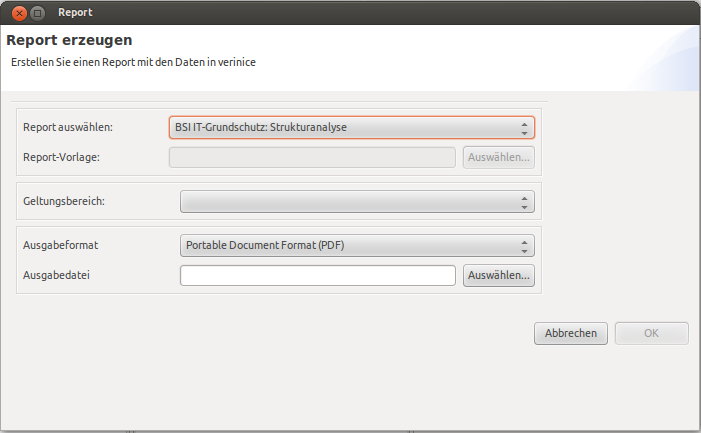 Report
Report erzeugen
Erstellen Sie einen Report mit den Daten in verinice
Report auswählen:
BSI IT-Grundschutz: Strukturanalyse
Report-Vorlage:
Auswählen...
Geltungsbereich:
Ausgabeformat
Portable Document Format (PDF)
Ausgabedatei
Auswählen...
Abbrechen
OK